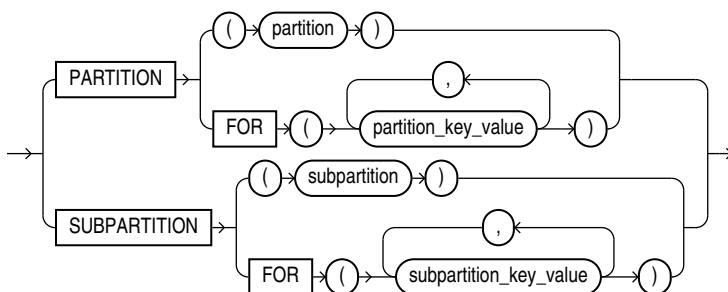 ( partition )
PARTITION
,
FOR ( partition_key_value )
( subpartition )
SUBPARTITION
,
FOR ( subpartition_key_value )